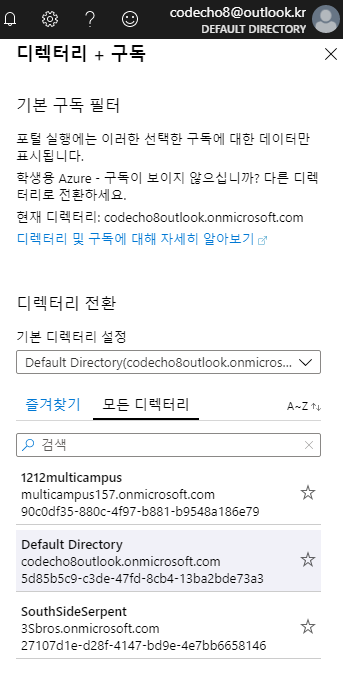 codecho8@outlook.kr
DEFAULT DIRECTORY
디렉터리 + 구독
기본 구독 필터
포털 실행에는 이러한 선택한 구독에 대한 데이터만
표시됩니다.
학생용 Azure - 구독이 보이지 않으십니까? 다른 디렉
터리로 전환하세요.
현재 디렉터리: codecho8outlook.onmicrosoft.com
디렉터리 및 구독에 대해 자세히 알아보기
디렉터리 전환
기본 디렉터리 설정
Default Directory(codecho8outlook.onmicros...
즐겨찾기 모든 디렉터리 A~Z
검색
1212multicampus
multicampus157.onmicrosoft.com
90c0df35-880c-4f97-b881-b9548a186e79
Default Directory
codecho8outlook.onmicrosoft.com
5d85b5c9-c3de-47fd-8cb4-13ba2bde73a3
SouthSideSerpent
3Sbros.onmicrosoft.com
27107d1e-d28f-4147-bd9e-4e7bb6658146